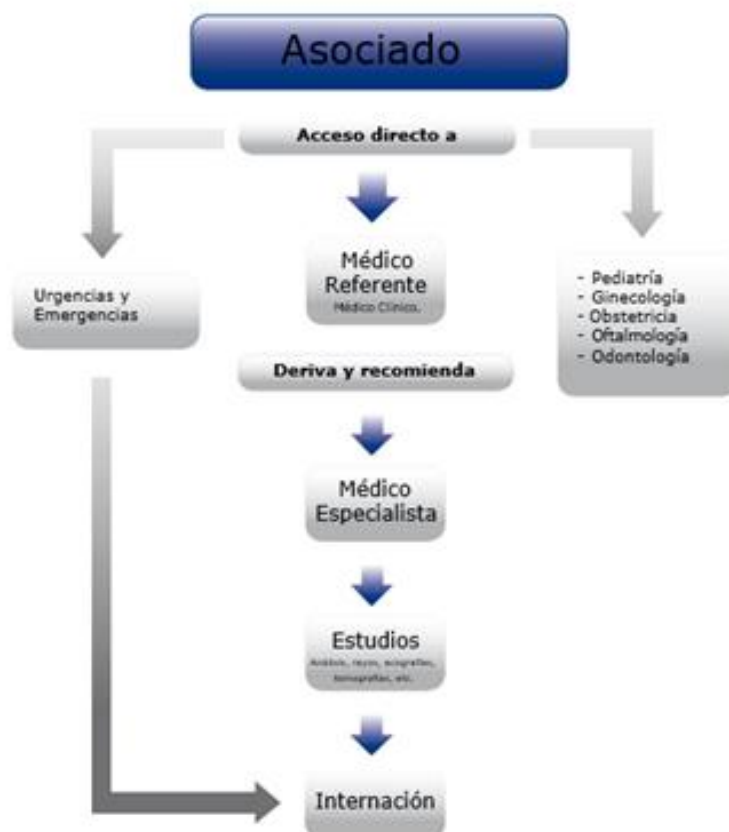 Asociado
Acceso directo a
Médico
Referente
Médico Clínico.
Urgencias y
Emergencias
- Pediatría
- Ginecología
- Obstetricia
- Oftalmología
- Odontología
Deriva y recomienda
Médico
Especialista
Estudios
Análisis, rayos, ecografías,
tomografías, etc.
Internación